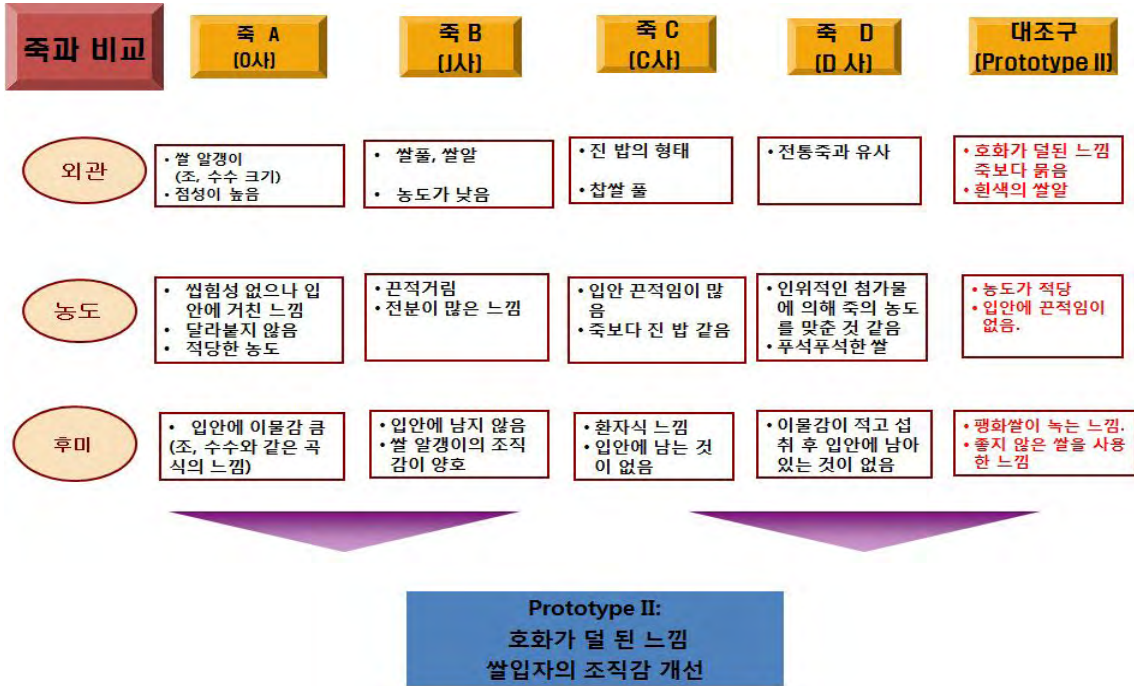 죽과 비교
죽 A
(O사)
죽 B
(J사)
죽 C
(C사)
죽 D
(D 사)
대조구
(Prototype II)
외관
• 쌀 알갱이
(조, 수수 크기)
• 점성이 높음
• 쌀풀, 쌀알
• 농도가 낮음
• 진 밥의 형태
• 찹쌀 풀
• 전통죽과 유사
• 호화가 덜된 느낌
죽보다 묽음
• 흰색의 쌀알
농도
• 씹힘성 없으나 입
안에 거친 느낌
• 달라붙지 않음
• 적당한 농도
• 끈적거림
• 전분이 많은 느낌
• 입안 끈적임이 많
음
• 죽보다 진 밥 같음
• 인위적인 첨가물
에 의해 죽의 농도
를 맞춘 것 같음
• 푸석푸석한 쌀
• 농도가 적당
• 입안에 끈적임이
없음.
후미
• 입안에 이물감 큼
(조, 수수와 같은 곡
식의 느낌)
• 입안에 남지 않음
• 쌀 알갱이의 조직
감이 양호
• 환자식 느낌
• 입안에 남는 것
이 없음
• 이물감이 적고 섭
취 후 입안에 남아
있는 것이 없음
• 팽화쌀이 녹는 느낌.
• 좋지 않은 쌀을 사용
한 느낌
Prototype II:
호화가 덜 된 느낌
쌀입자의 조직감 개선